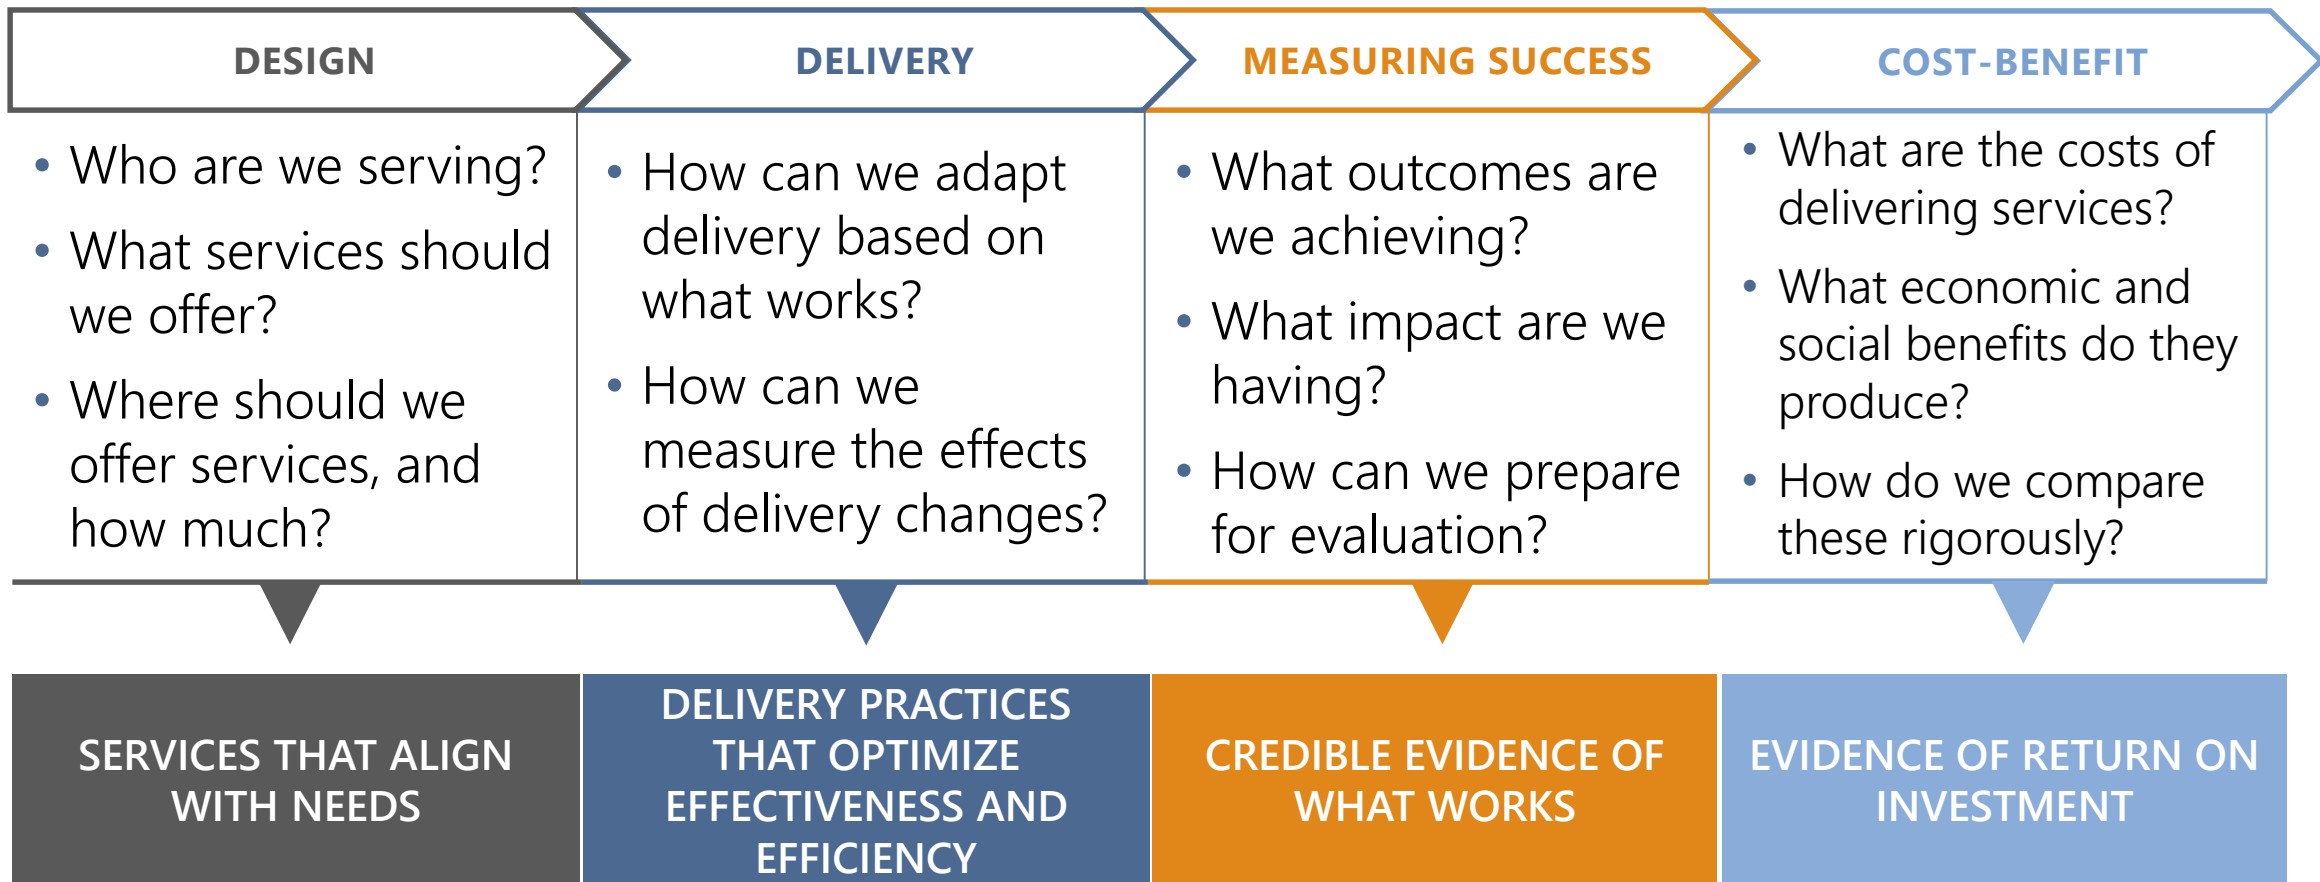 DESIGN
• Who are we serving?
• What services should
we offer?
• Where should we
offer services, and
how much?
SERVICES THAT ALIGN
WITH NEEDS
DELIVERY
• How can we adapt
delivery based on
what works?
• How can we
measure the effects
of delivery changes?
DELIVERY PRACTICES
THAT OPTIMIZE
EFFECTIVENESS AND
EFFICIENCY
MEASURING SUCCESS
• What outcomes are
we achieving?
• What impact are we
having?
• How can we prepare
for evaluation?
CREDIBLE EVIDENCE OF
WHAT WORKS
COST-BENEFIT
• What are the costs of
delivering services?
• What economic and
social benefits do they
produce?
• How do we compare
these rigorously?
EVIDENCE OF RETURN ON
INVESTMENT